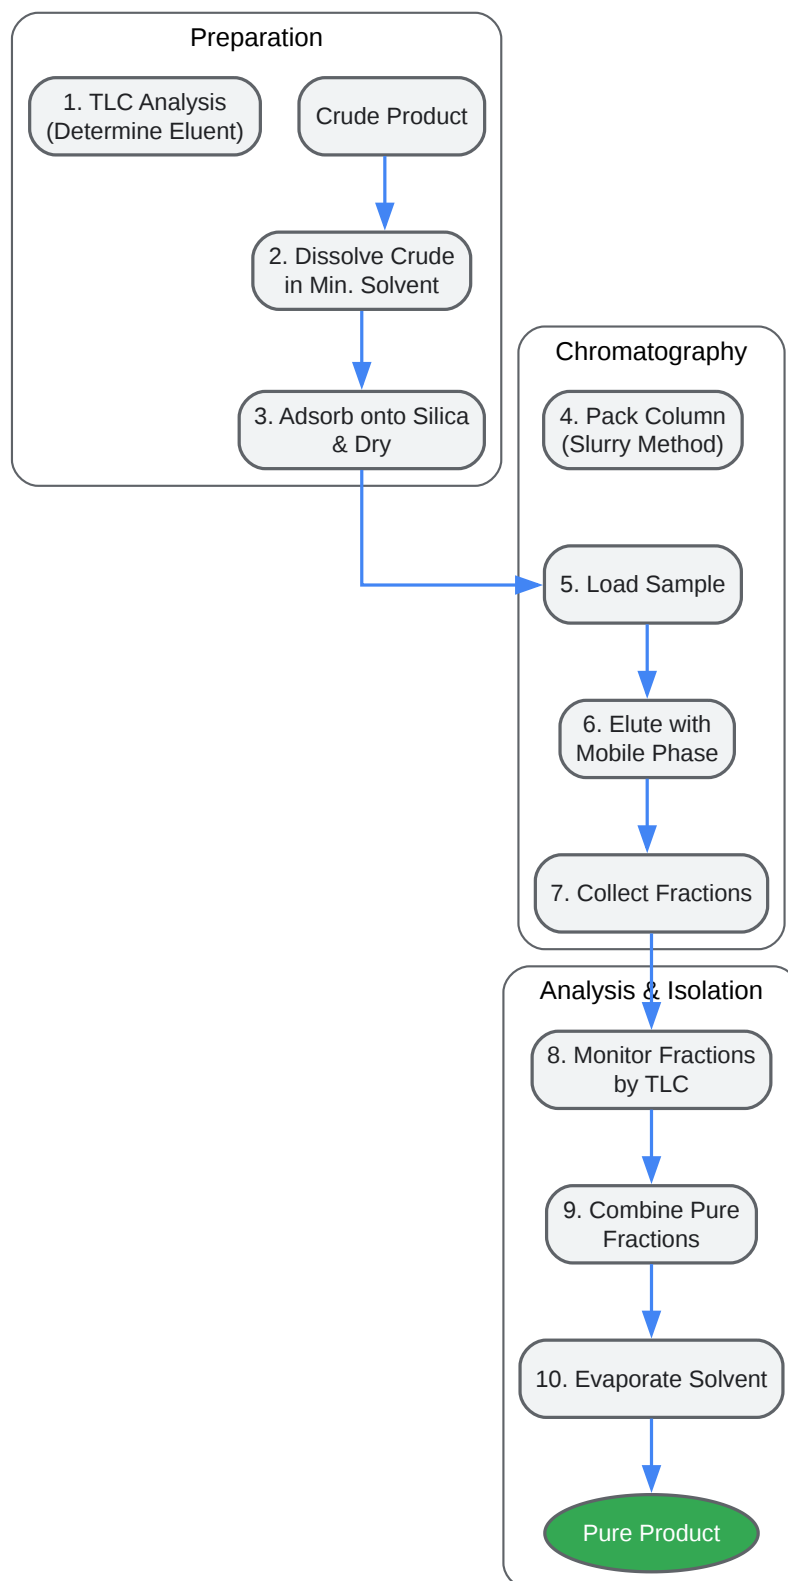 Preparation
1. TLC Analysis
(Determine Eluent)
Crude Product
2. Dissolve Crude
in Min. Solvent
3. Adsorb onto Silica
& Dry
Chromatography
4. Pack Column
(Slurry Method)
5. Load Sample
6. Elute with
Mobile Phase
7. Collect Fractions
Analysis & Isolation
8. Monitor Fractions
by TLC
9. Combine Pure
Fractions
10. Evaporate Solvent
Pure Product